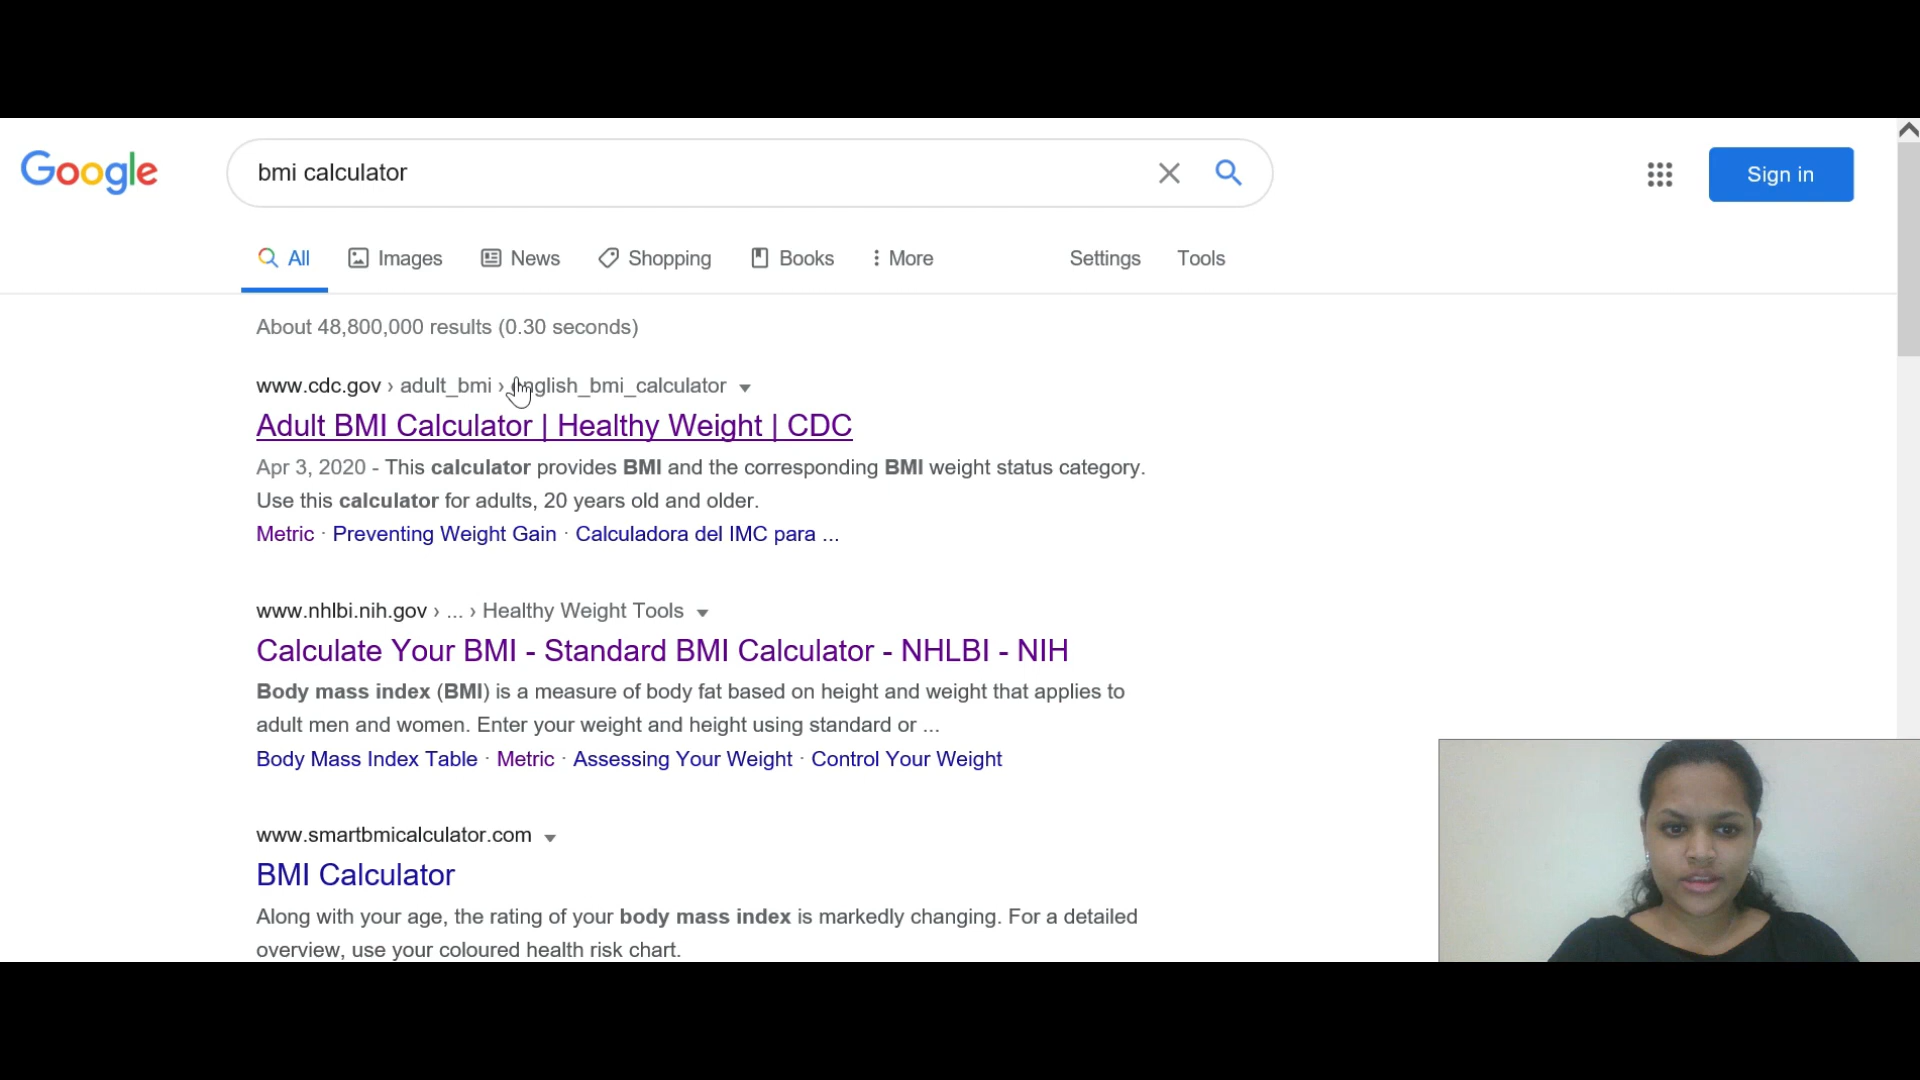 Google
bmi calculator
Sign in
All Images News Shopping Books More Settings Tools
About 48,800,000 results (0.30 seconds)
www.cdc.gov › adult_bmi › english_bmi_calculator
Adult BMI Calculator | Healthy Weight | CDC
Apr 3, 2020 - This calculator provides BMI and the corresponding BMI weight status category.
Use this calculator for adults, 20 years old and older.
Metric · Preventing Weight Gain · Calculadora del IMC para ...
www.nhlbi.nih.gov › ... › Healthy Weight Tools
Calculate Your BMI - Standard BMI Calculator - NHLBI - NIH
Body mass index (BMI) is a measure of body fat based on height and weight that applies to
adult men and women. Enter your weight and height using standard or ...
Body Mass Index Table · Metric · Assessing Your Weight · Control Your Weight
www.smartbmicalculator.com
BMI Calculator
Along with your age, the rating of your body mass index is markedly changing. For a detailed
overview, use your coloured health risk chart.